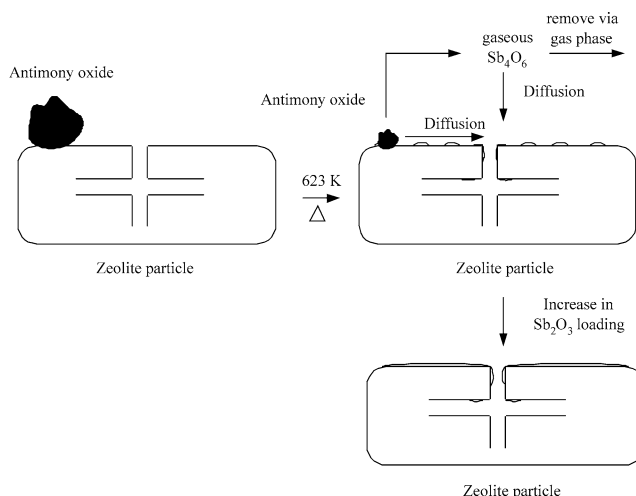 Antimony oxide
Zeolite particle
623 K
△
gaseous
Sb₄O₆
remove via
gas phase
Diffusion
Antimony oxide
Diffusion
Zeolite particle
Increase in
Sb₂O₃ loading
Zeolite particle